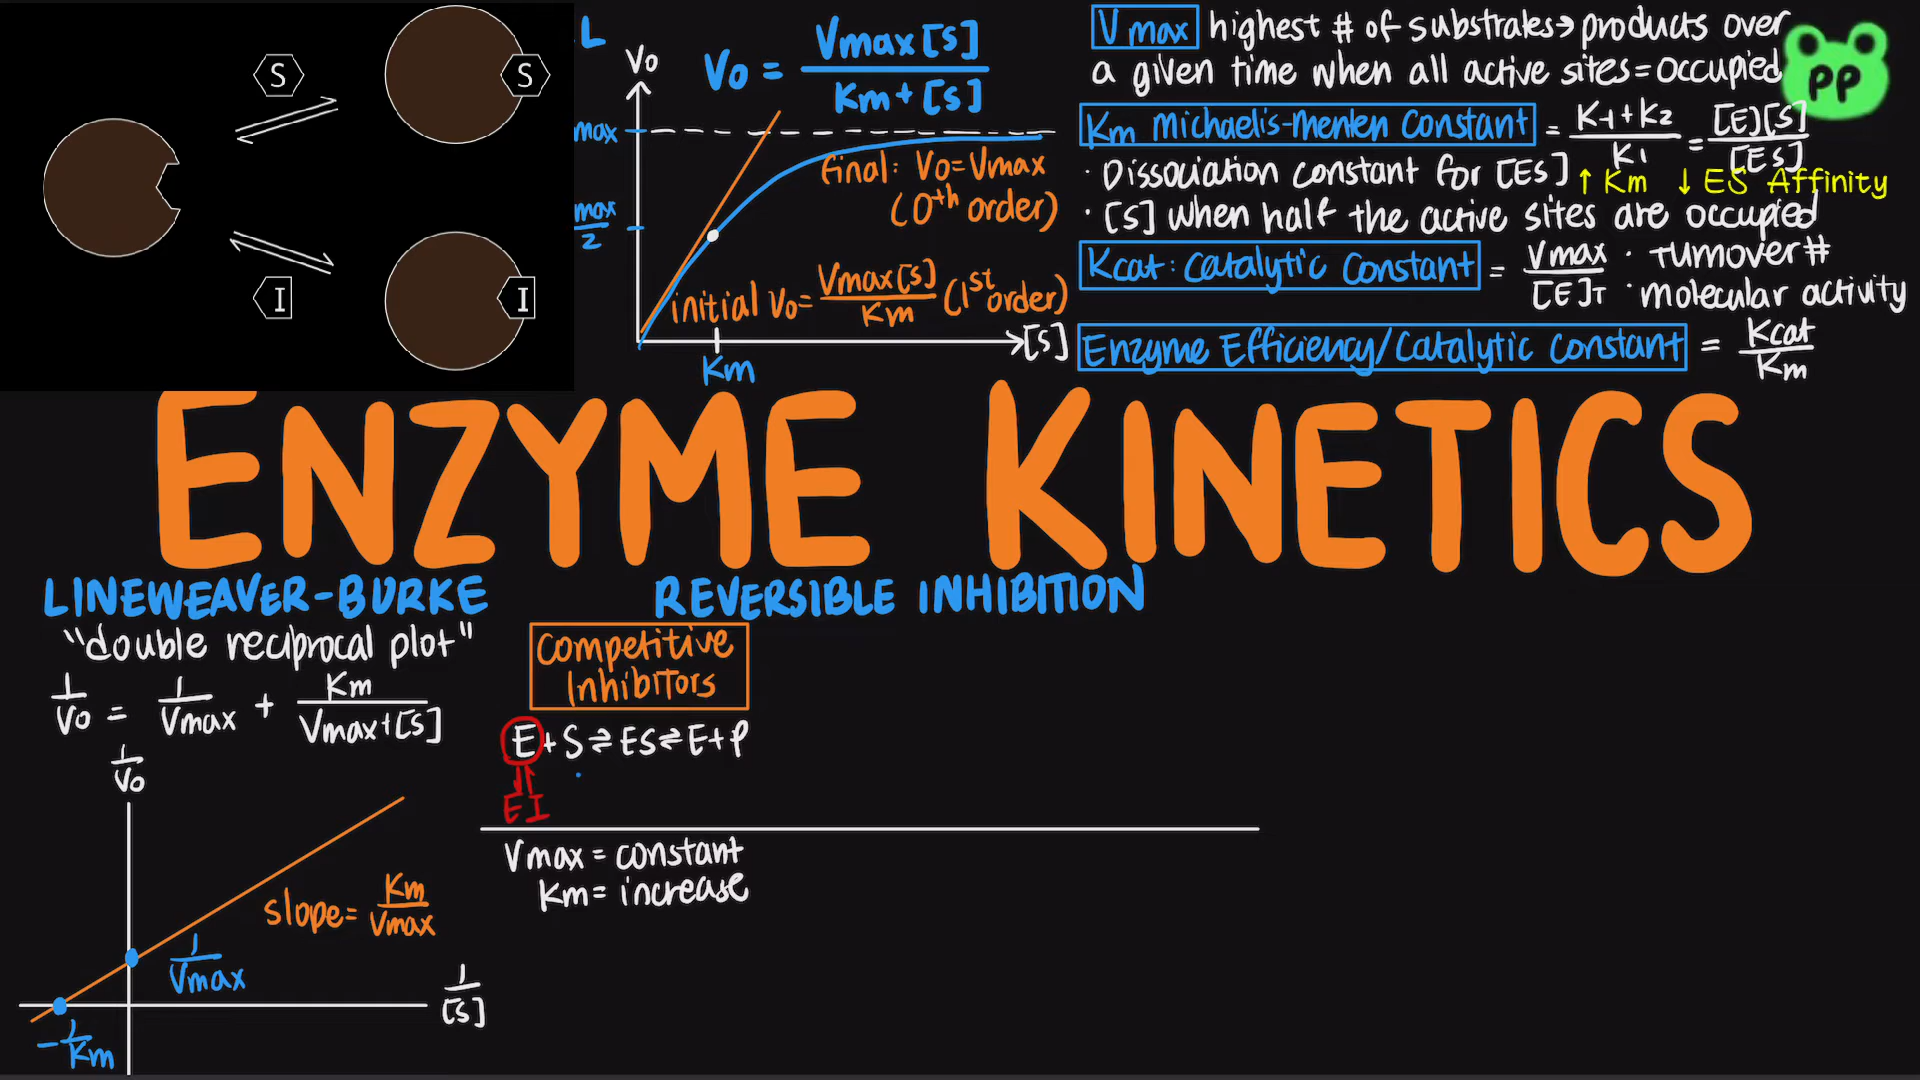 S
S
I
I
L
Vo
Vo = Vmax[S] / Km + [S]
max
max / 2
final: Vo = Vmax
(0th order)
initial Vo = Vmax[S] / Km (1st order)
Km
[S]
Vmax highest # of substrates → products over
a given time when all active sites = occupied
PP
Km Michaelis-Menten Constant = K-1 + K2 / K1 = [E][S] / [ES]
· Dissociation constant for [ES] ↑ Km ↓ ES Affinity
· [S] when half the active sites are occupied
Kcat: Catalytic Constant = Vmax / [E]T · Turnover #
· molecular activity
Enzyme Efficiency/Catalytic Constant = Kcat / Km
ENZYME KINETICS
LINEWEAVER-BURKE
"double reciprocal plot"
1 / Vo = 1 / Vmax + Km / Vmax+[S]
1 / Vo
slope = Km / Vmax
1 / Vmax
1 / [S]
- 1 / Km
REVERSIBLE INHIBITION
Competitive
Inhibitors
E + S ⇌ ES ⇌ E + P
EI
Vmax = constant
Km = increase